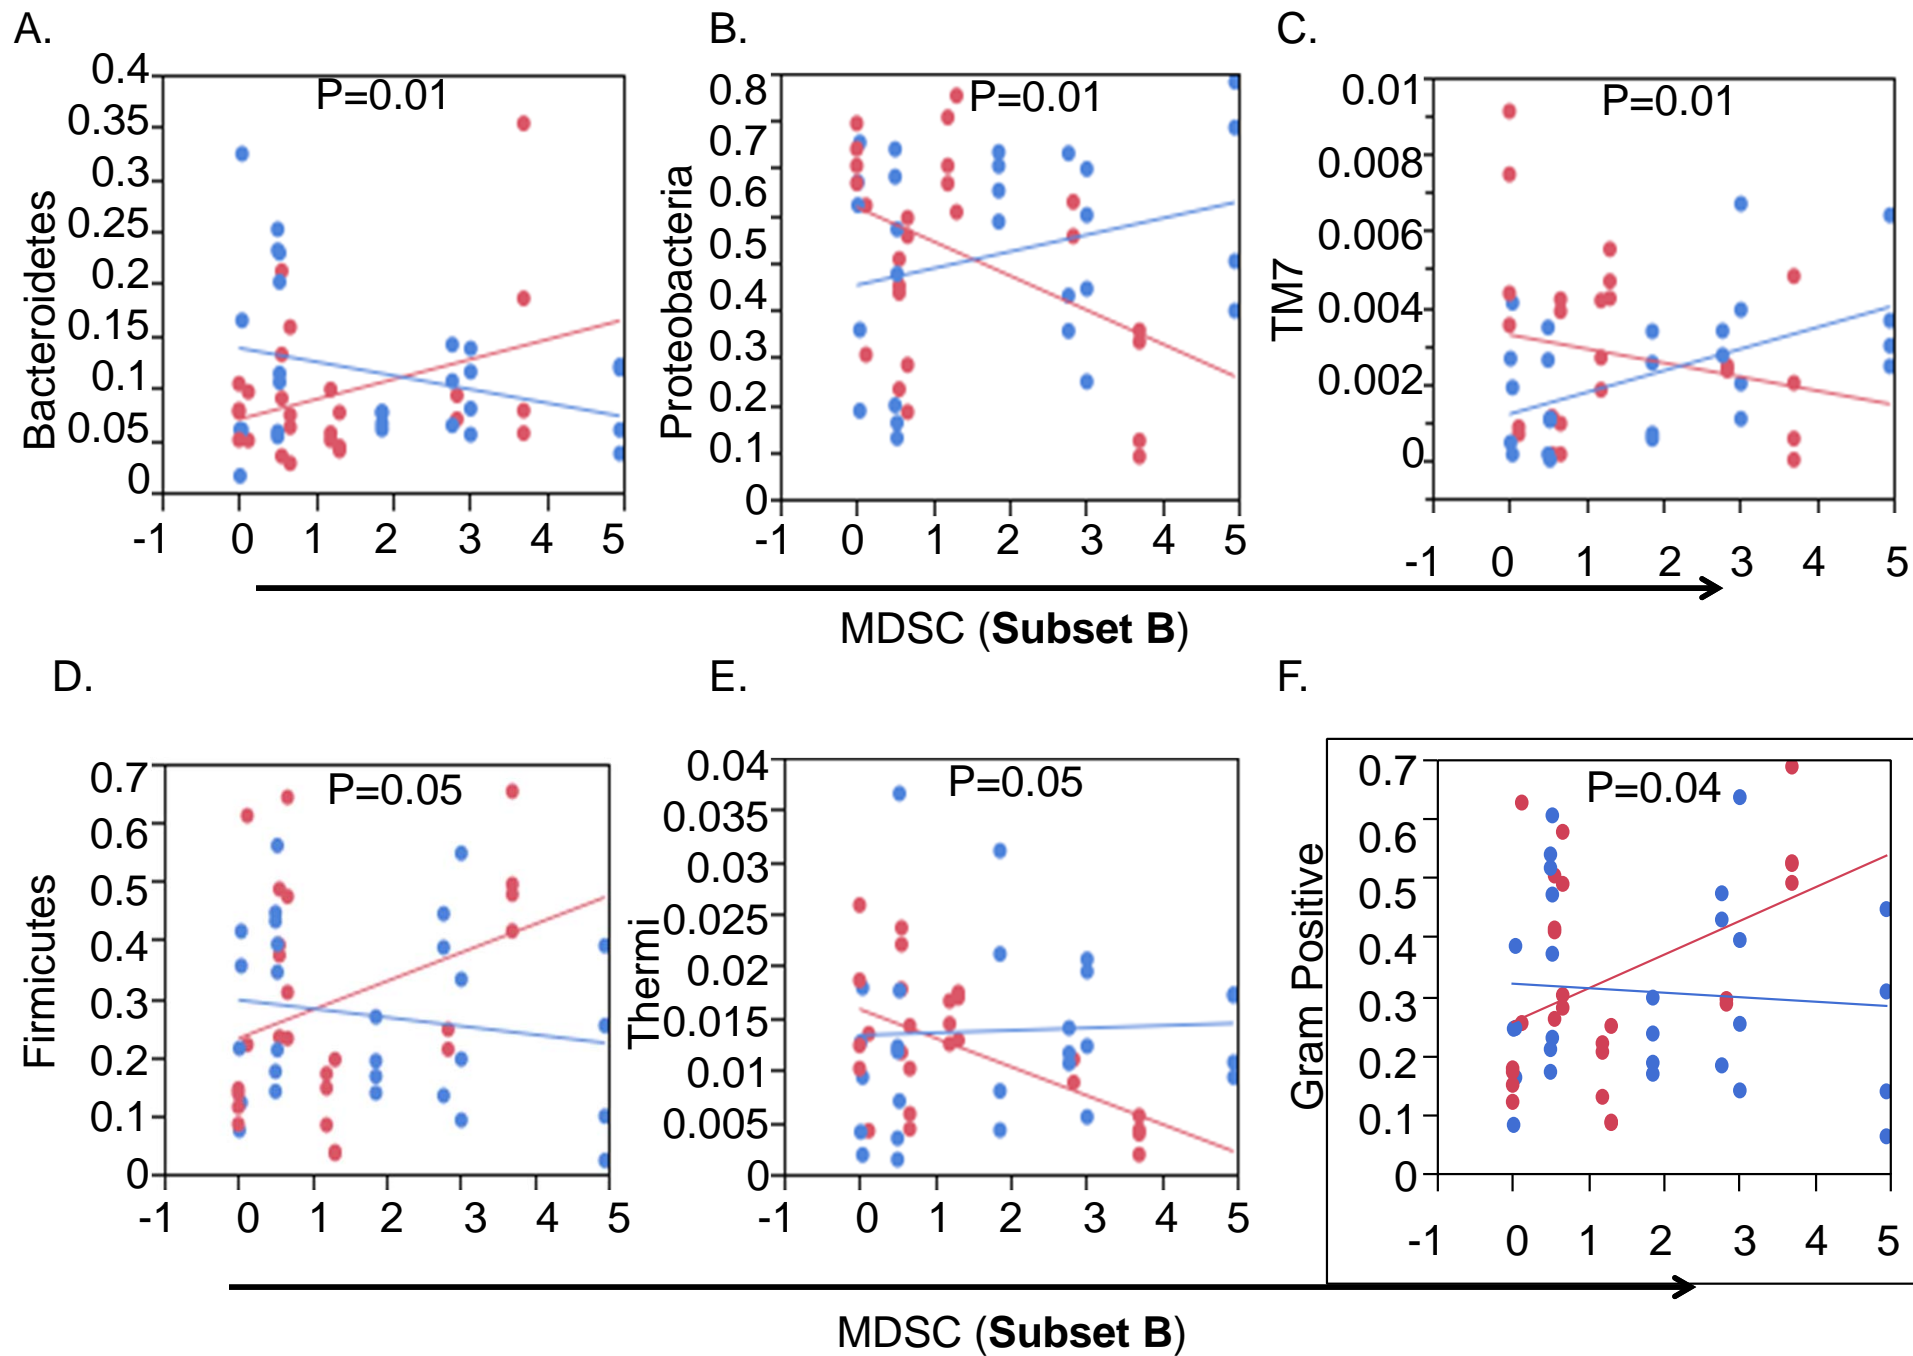 A.
B.
C.
P=0.01
P=0.01
P=0.01
Bacteroidetes
0.4
0.35
0.3
0.25
0.2
0.15
0.1
0.05
0
-1 0 1 2 3 4 5
Proteobacteria
0.8
0.7
0.6
0.5
0.4
0.3
0.2
0.1
0
-1 0 1 2 3 4 5
TM7
0.01
0.008
0.006
0.004
0.002
0
-1 0 1 2 3 4 5
MDSC (Subset B)
D.
E.
F.
P=0.05
P=0.05
P=0.04
Firmicutes
0.7
0.6
0.5
0.4
0.3
0.2
0.1
0
-1 0 1 2 3 4 5
Thermi
0.04
0.035
0.03
0.025
0.02
0.015
0.01
0.005
0
-1 0 1 2 3 4 5
Gram Positive
0.7
0.6
0.5
0.4
0.3
0.2
0.1
0
-1 0 1 2 3 4 5
MDSC (Subset B)